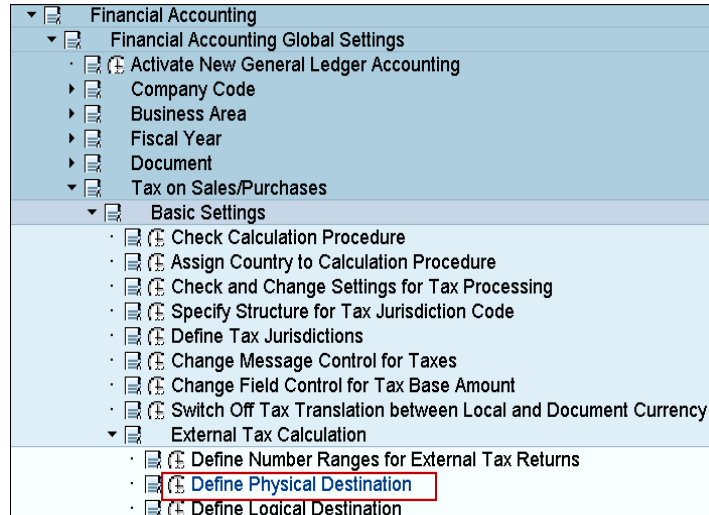 Financial Accounting
Financial Accounting Global Settings
Activate New General Ledger Accounting
Company Code
Business Area
Fiscal Year
Document
Tax on Sales/Purchases
Basic Settings
Check Calculation Procedure
Assign Country to Calculation Procedure
Check and Change Settings for Tax Processing
Specify Structure for Tax Jurisdiction Code
Define Tax Jurisdictions
Change Message Control for Taxes
Change Field Control for Tax Base Amount
Switch Off Tax Translation between Local and Document Currency
External Tax Calculation
Define Number Ranges for External Tax Returns
Define Physical Destination
Define Logical Destination